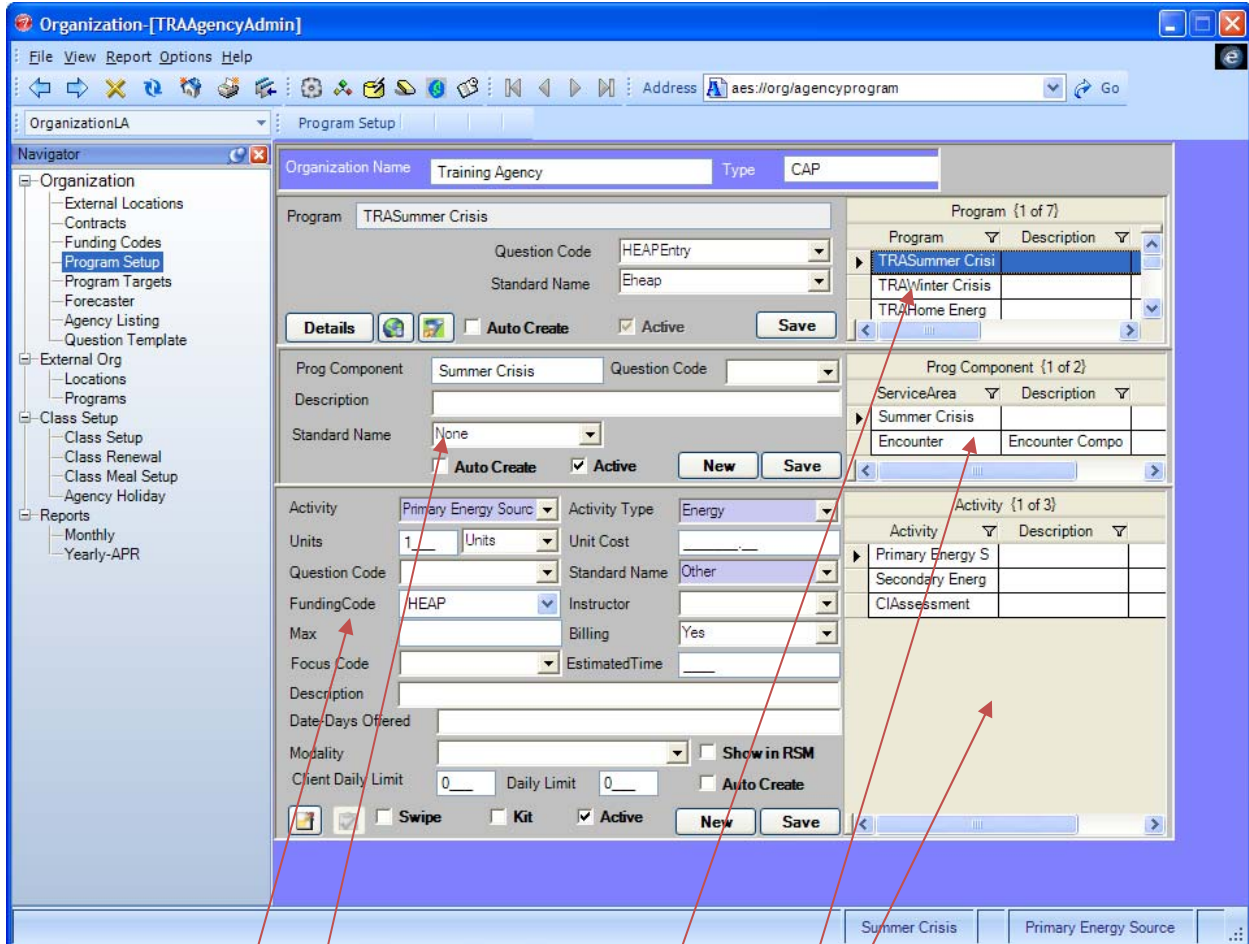 Organization-[TRAAgencyAdmin]
File View Report Options Help
Address aes://org/agencyprogram Go
OrganizationLA Program Setup
Navigator
Organization
External Locations
Contracts
Funding Codes
Program Setup
Program Targets
Forecaster
Agency Listing
Question Template
External Org
Locations
Programs
Class Setup
Class Setup
Class Renewal
Class Meal Setup
Agency Holiday
Reports
Monthly
Yearly-APR
Organization Name Training Agency Type CAP
Program TRASummer Crisis
Question Code HEAPEntry
Standard Name Eheap
Details Auto Create Active Save
Program {1 of 7}
Program Description
TRASummer Crisi
TRAWinter Crisis
TRAHome Energ
Prog Component Summer Crisis Question Code
Description
Standard Name None
Auto Create Active New Save
Prog Component {1 of 2}
ServiceArea Description
Summer Crisis
Encounter Encounter Compo
Activity Primary Energy Sourc Activity Type Energy
Units 1___ Units Unit Cost _______.__
Question Code Standard Name Other
FundingCode HEAP Instructor
Max Billing Yes
Focus Code EstimatedTime ____
Description
Date-Days Offered
Modality Show in RSM
Client Daily Limit 0___ Daily Limit 0___ Auto Create
Swipe Kit Active New Save
Activity {1 of 3}
Activity Description
Primary Energy S
Secondary Energ
CIAssessment
Summer Crisis Primary Energy Source